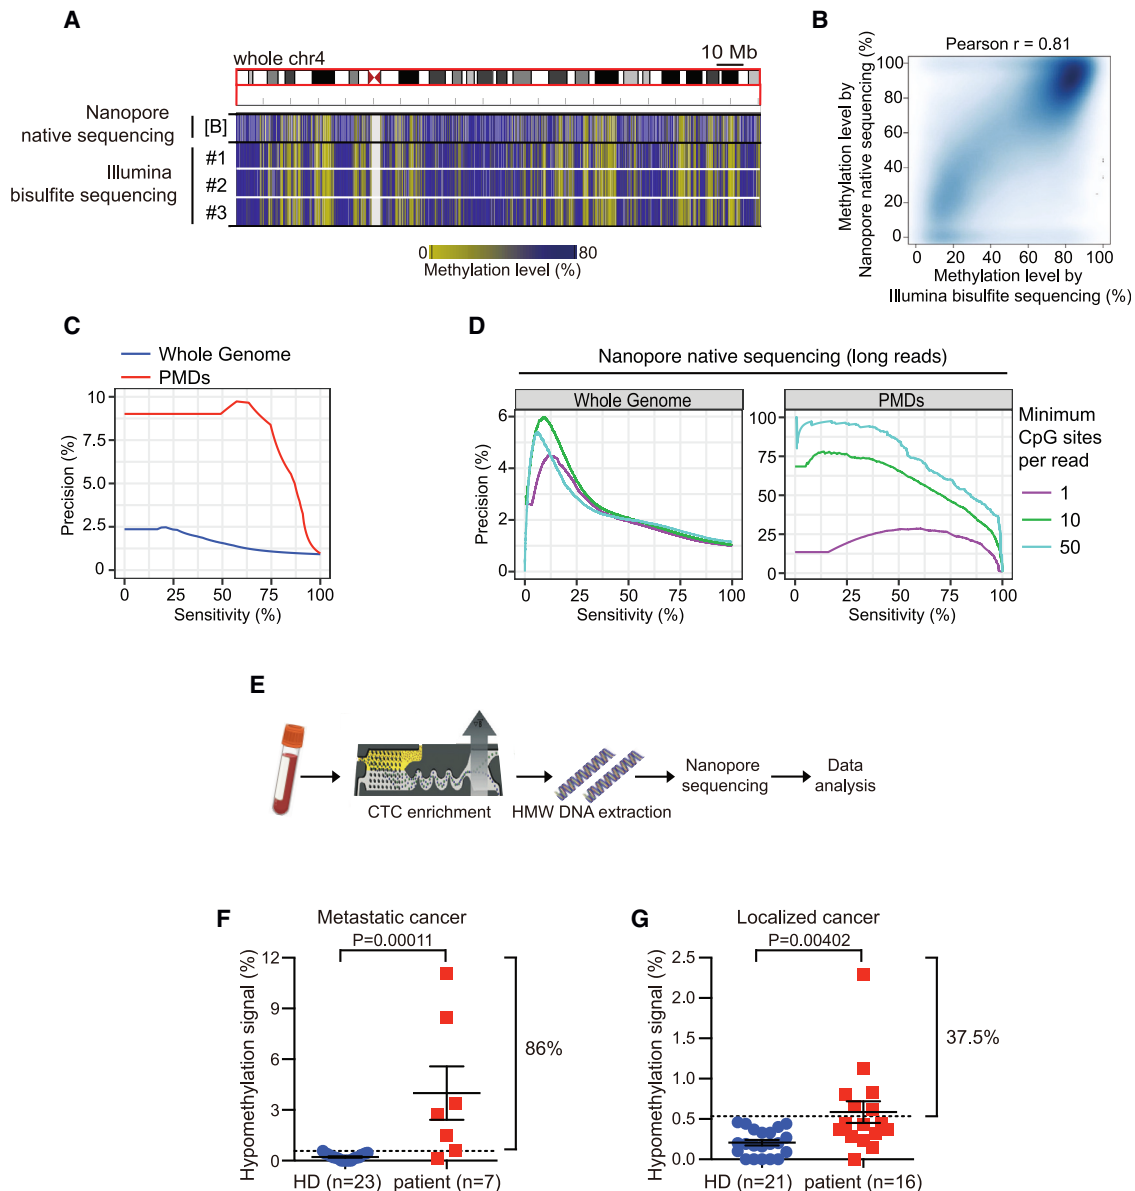 A
whole chr4
10 Mb
Nanopore
native sequencing
[B]
Illumina
bisulfite sequencing
#1
#2
#3
0
80
Methylation level (%)
B
Pearson r = 0.81
Methylation level by
Nanopore native sequencing (%)
100
80
60
40
20
0
0 20 40 60 80 100
Methylation level by
Illumina bisulfite sequencing (%)
C
Whole Genome
PMDs
Precision (%)
10
7.5
5.0
2.5
0
0 25 50 75 100
Sensitivity (%)
D
Nanopore native sequencing (long reads)
Whole Genome
PMDs
Precision (%)
6
4
2
0
0 25 50 75 100
Sensitivity (%)
100
75
50
25
0
0 25 50 75 100
Sensitivity (%)
Minimum
CpG sites
per read
1
10
50
E
CTC enrichment
HMW DNA extraction
Nanopore
sequencing
Data
analysis
F
Metastatic cancer
P=0.00011
Hypomethylation signal (%)
12
9
6
3
0
86%
HD (n=23)
patient (n=7)
G
Localized cancer
P=0.00402
Hypomethylation signal (%)
2.5
2.0
1.5
1.0
0.5
0.0
37.5%
HD (n=21)
patient (n=16)